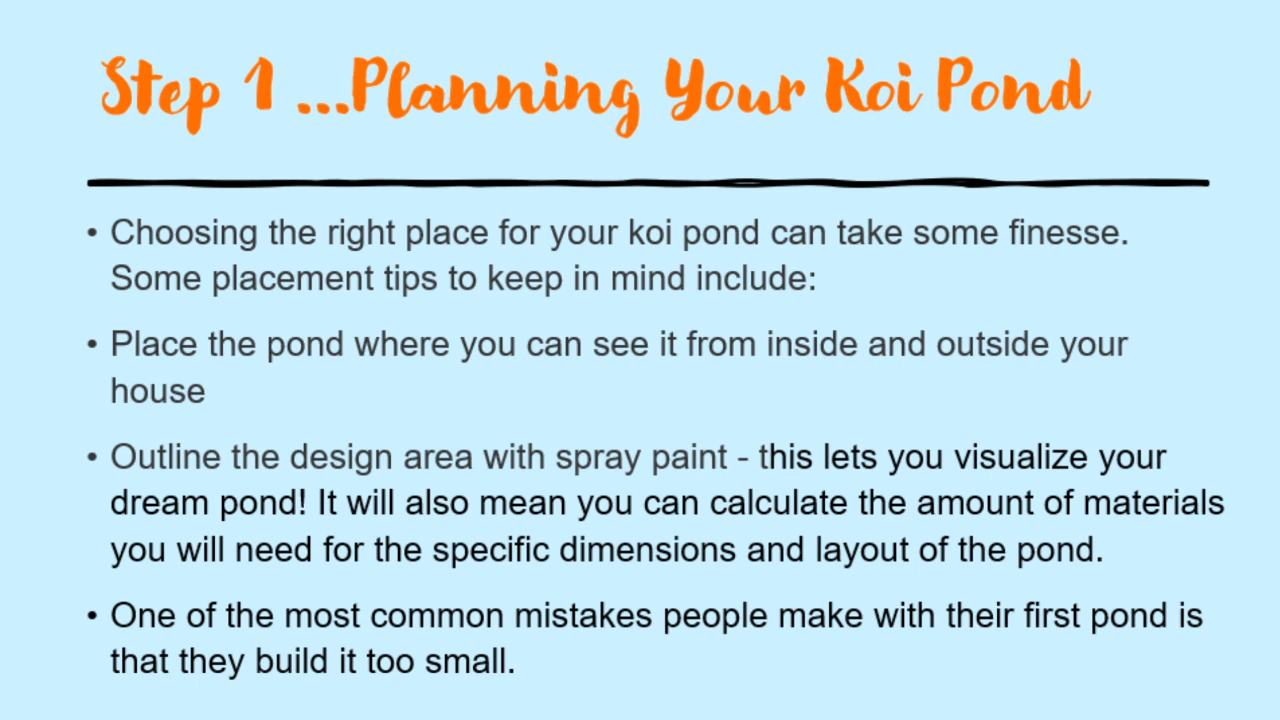 Step 1 ...Planning Your Koi Pond
• Choosing the right place for your koi pond can take some finesse.
Some placement tips to keep in mind include:
• Place the pond where you can see it from inside and outside your
house
• Outline the design area with spray paint - this lets you visualize your
dream pond! It will also mean you can calculate the amount of materials
you will need for the specific dimensions and layout of the pond.
• One of the most common mistakes people make with their first pond is
that they build it too small.